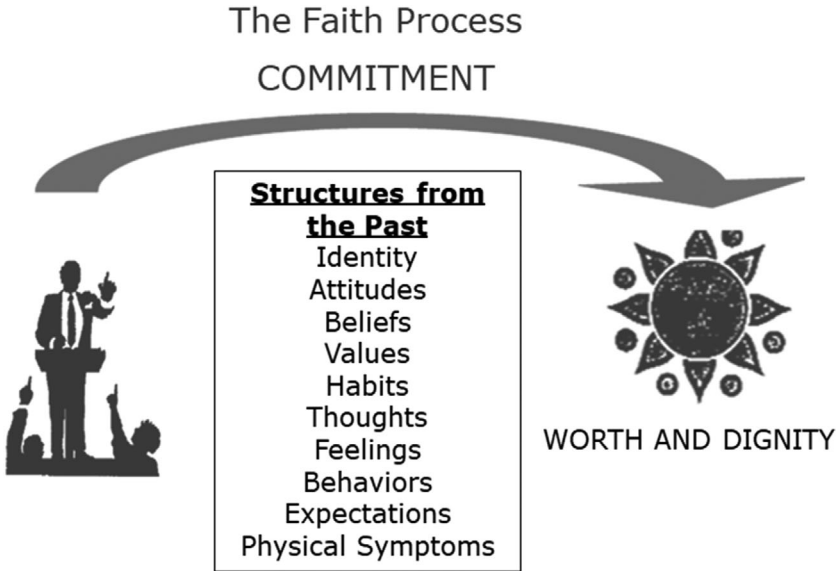 The Faith Process
COMMITMENT
Structures from
the Past
Identity
Attitudes
Beliefs
Values
Habits
Thoughts
Feelings
Behaviors
Expectations
Physical Symptoms
WORTH AND DIGNITY